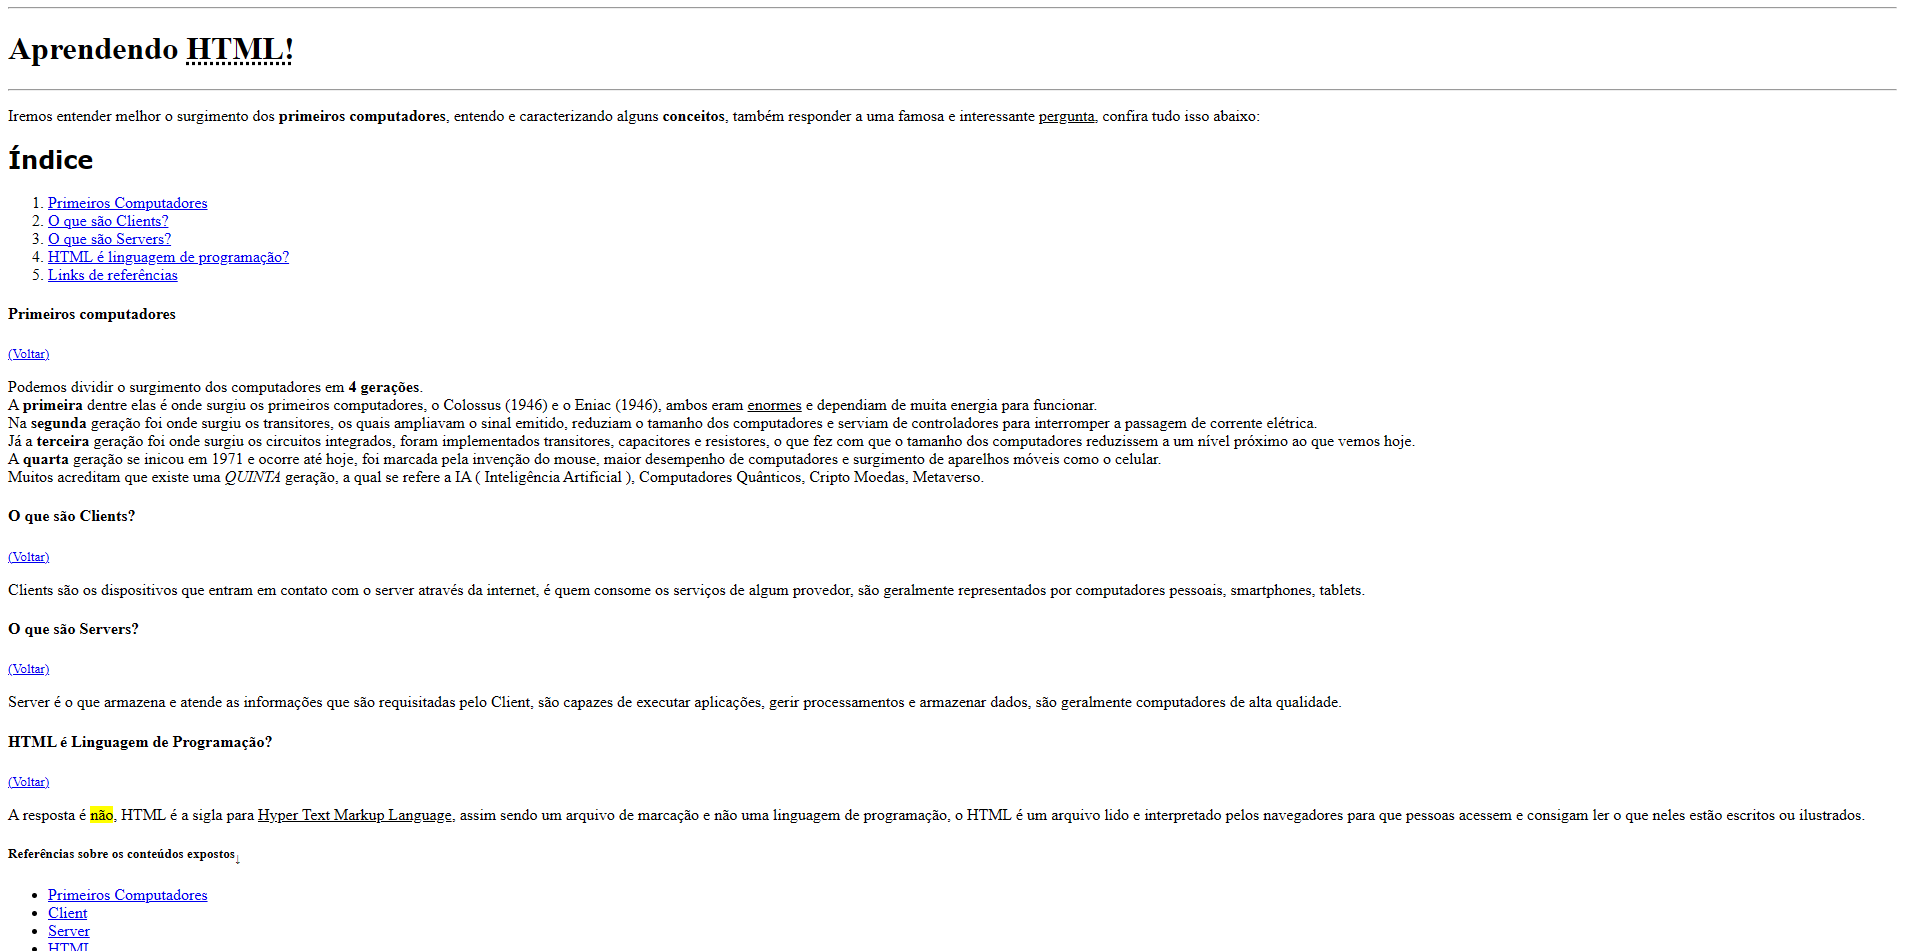 Aprendendo HTML!
Iremos entender melhor o surgimento dos primeiros computadores, entendo e caracterizando alguns conceitos, também responder a uma famosa e interessante pergunta, confira tudo isso abaixo:
Índice
1. Primeiros Computadores
2. O que são Clients?
3. O que são Servers?
4. HTML é linguagem de programação?
5. Links de referências
Primeiros computadores
(Voltar)
Podemos dividir o surgimento dos computadores em 4 gerações.
A primeira dentre elas é onde surgiu os primeiros computadores, o Colossus (1946) e o Eniac (1946), ambos eram enormes e dependiam de muita energia para funcionar.
Na segunda geração foi onde surgiu os transitores, os quais ampliavam o sinal emitido, reduziam o tamanho dos computadores e serviam de controladores para interromper a passagem de corrente elétrica.
Já a terceira geração foi onde surgiu os circuitos integrados, foram implementados transitores, capacitores e resistores, o que fez com que o tamanho dos computadores reduzissem a um nível próximo ao que vemos hoje.
A quarta geração se inicou em 1971 e ocorre até hoje, foi marcada pela invenção do mouse, maior desempenho de computadores e surgimento de aparelhos móveis como o celular.
Muitos acreditam que existe uma QUINTA geração, a qual se refere a IA ( Inteligência Artificial ), Computadores Quânticos, Cripto Moedas, Metaverso.
O que são Clients?
(Voltar)
Clients são os dispositivos que entram em contato com o server através da internet, é quem consome os serviços de algum provedor, são geralmente representados por computadores pessoais, smartphones, tablets.
O que são Servers?
(Voltar)
Server é o que armazena e atende as informações que são requisitadas pelo Client, são capazes de executar aplicações, gerir processamentos e armazenar dados, são geralmente computadores de alta qualidade.
HTML é Linguagem de Programação?
(Voltar)
A resposta é não, HTML é a sigla para Hyper Text Markup Language, assim sendo um arquivo de marcação e não uma linguagem de programação, o HTML é um arquivo lido e interpretado pelos navegadores para que pessoas acessem e consigam ler o que neles estão escritos ou ilustrados.
Referências sobre os conteúdos expostos↓
• Primeiros Computadores
• Client
• Server
• HTML